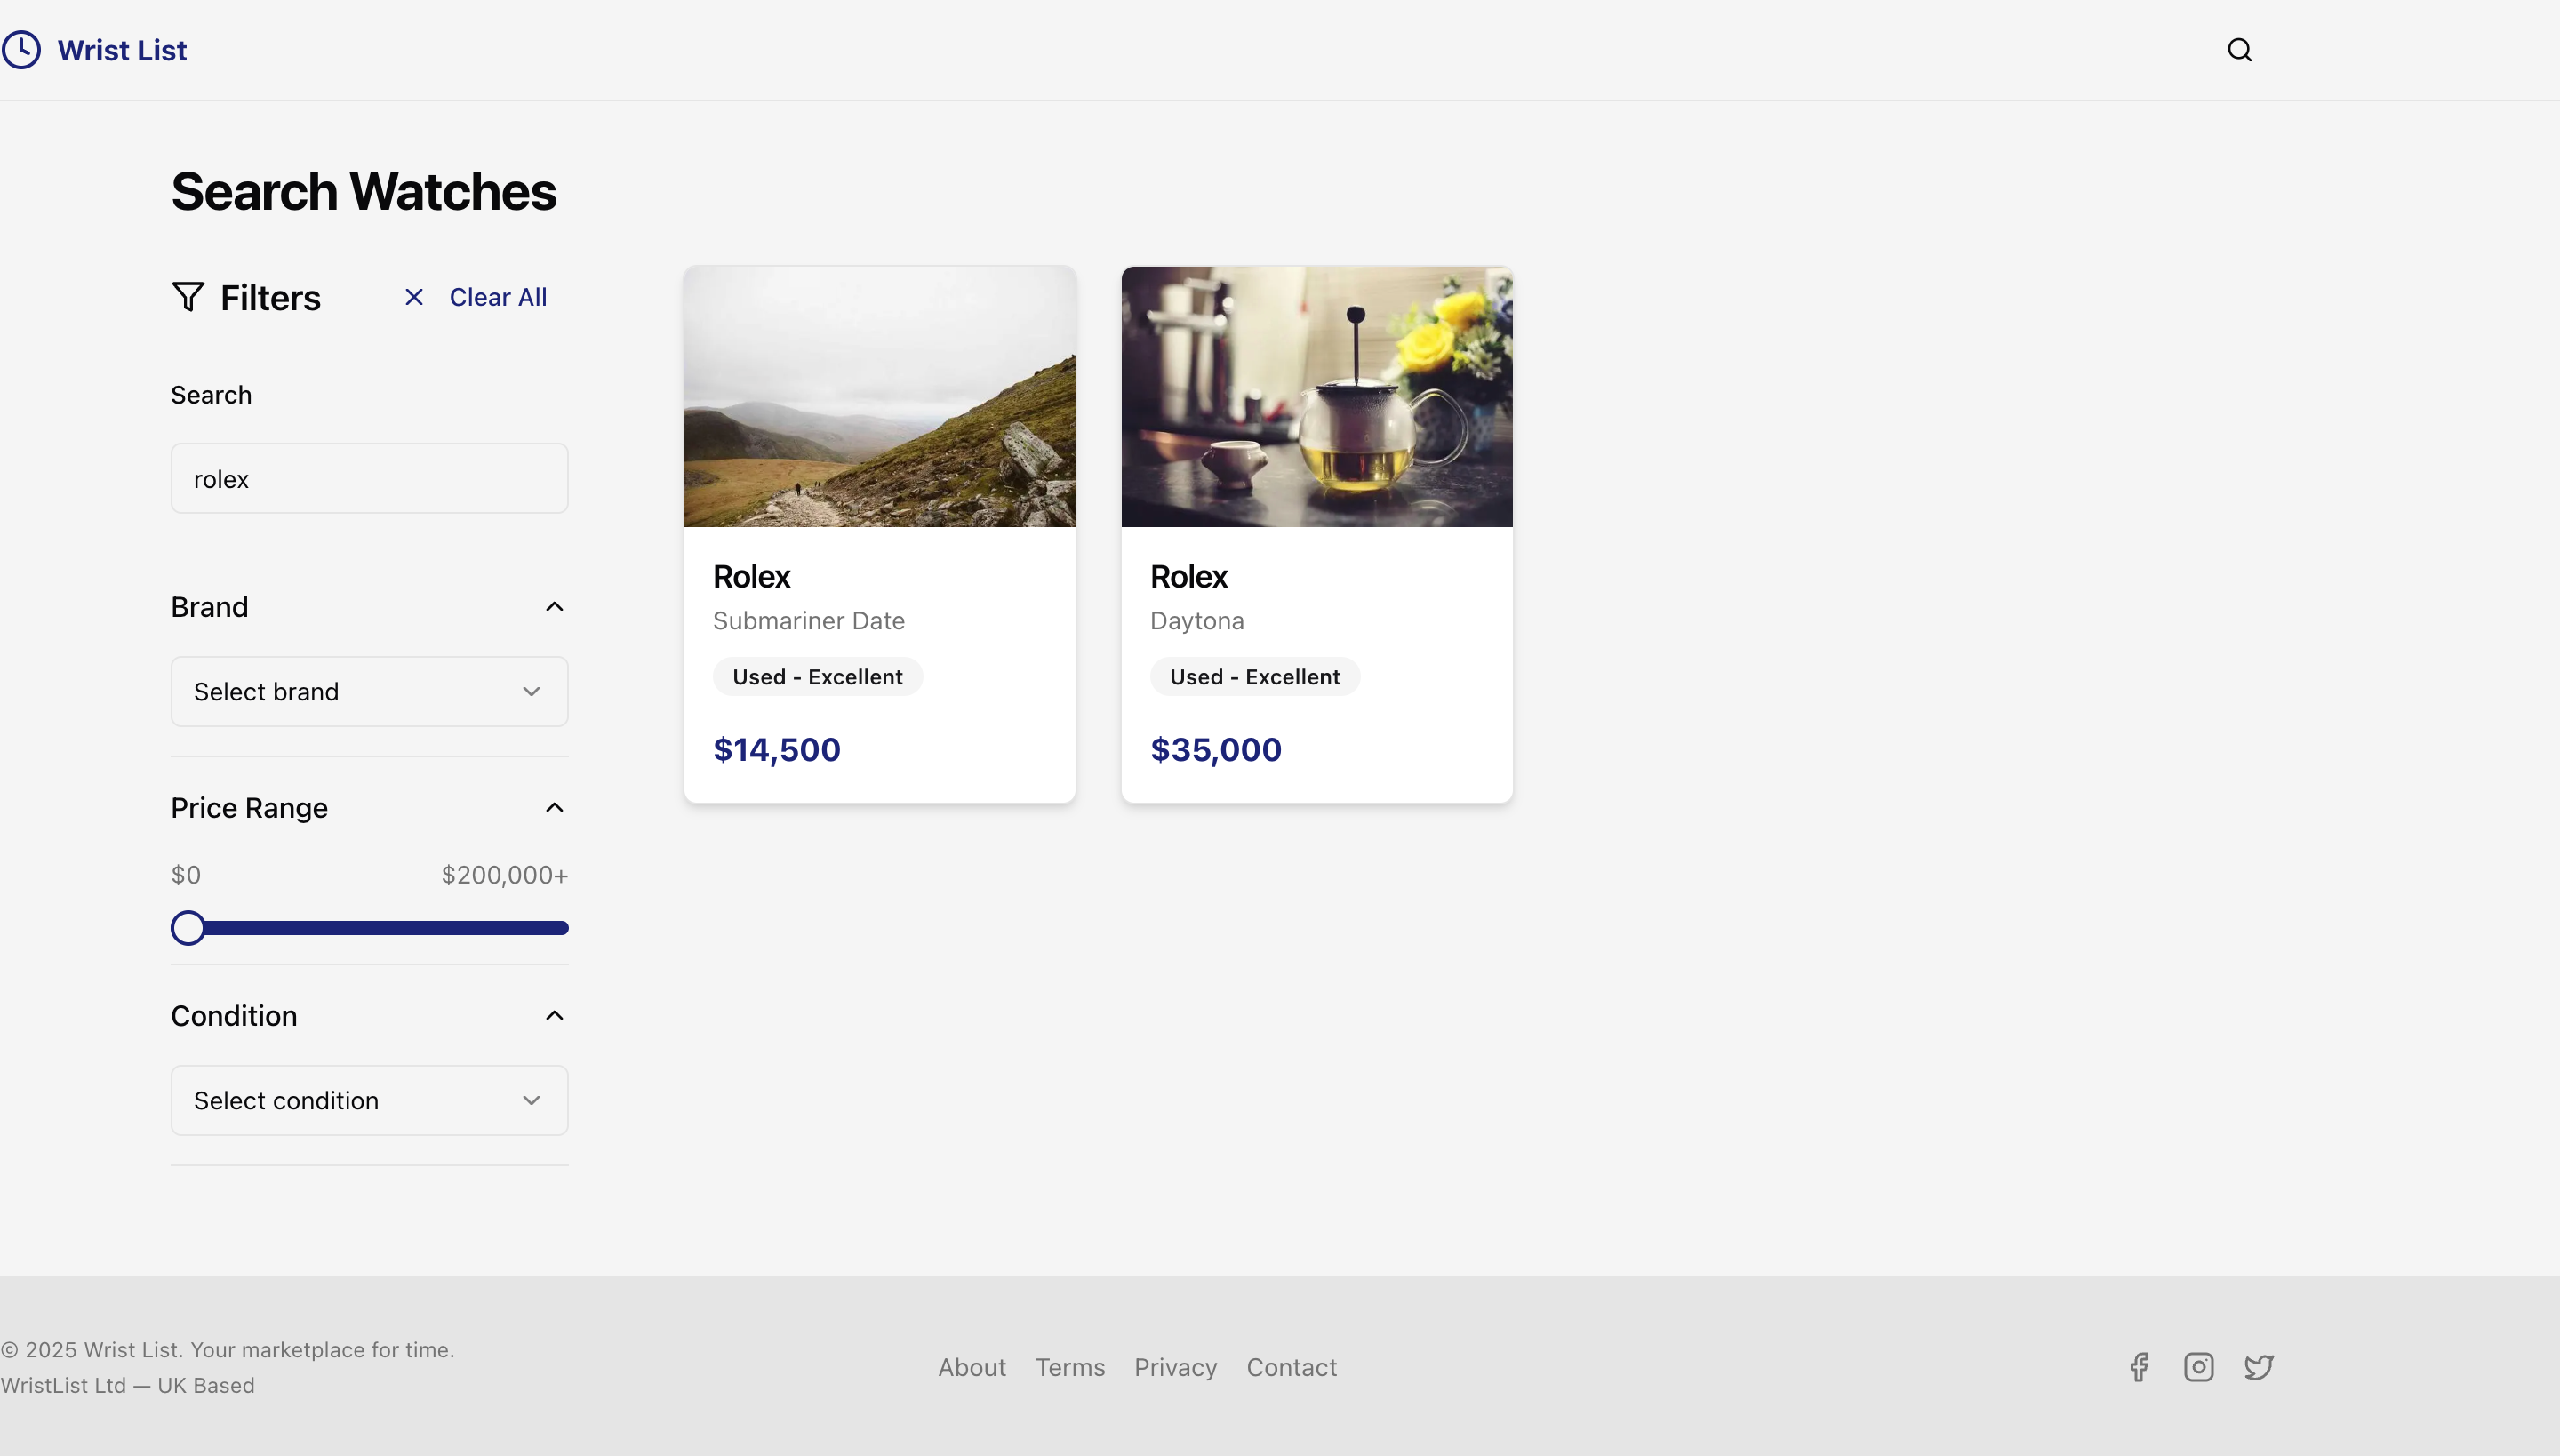 Wrist List
Search Watches
Filters
Clear All
Search
rolex
Brand
Select brand
Price Range
$0 $200,000+
Condition
Select condition
Rolex
Submariner Date
Used - Excellent
$14,500
Rolex
Daytona
Used - Excellent
$35,000
© 2025 Wrist List. Your marketplace for time.
WristList Ltd — UK Based
About Terms Privacy Contact